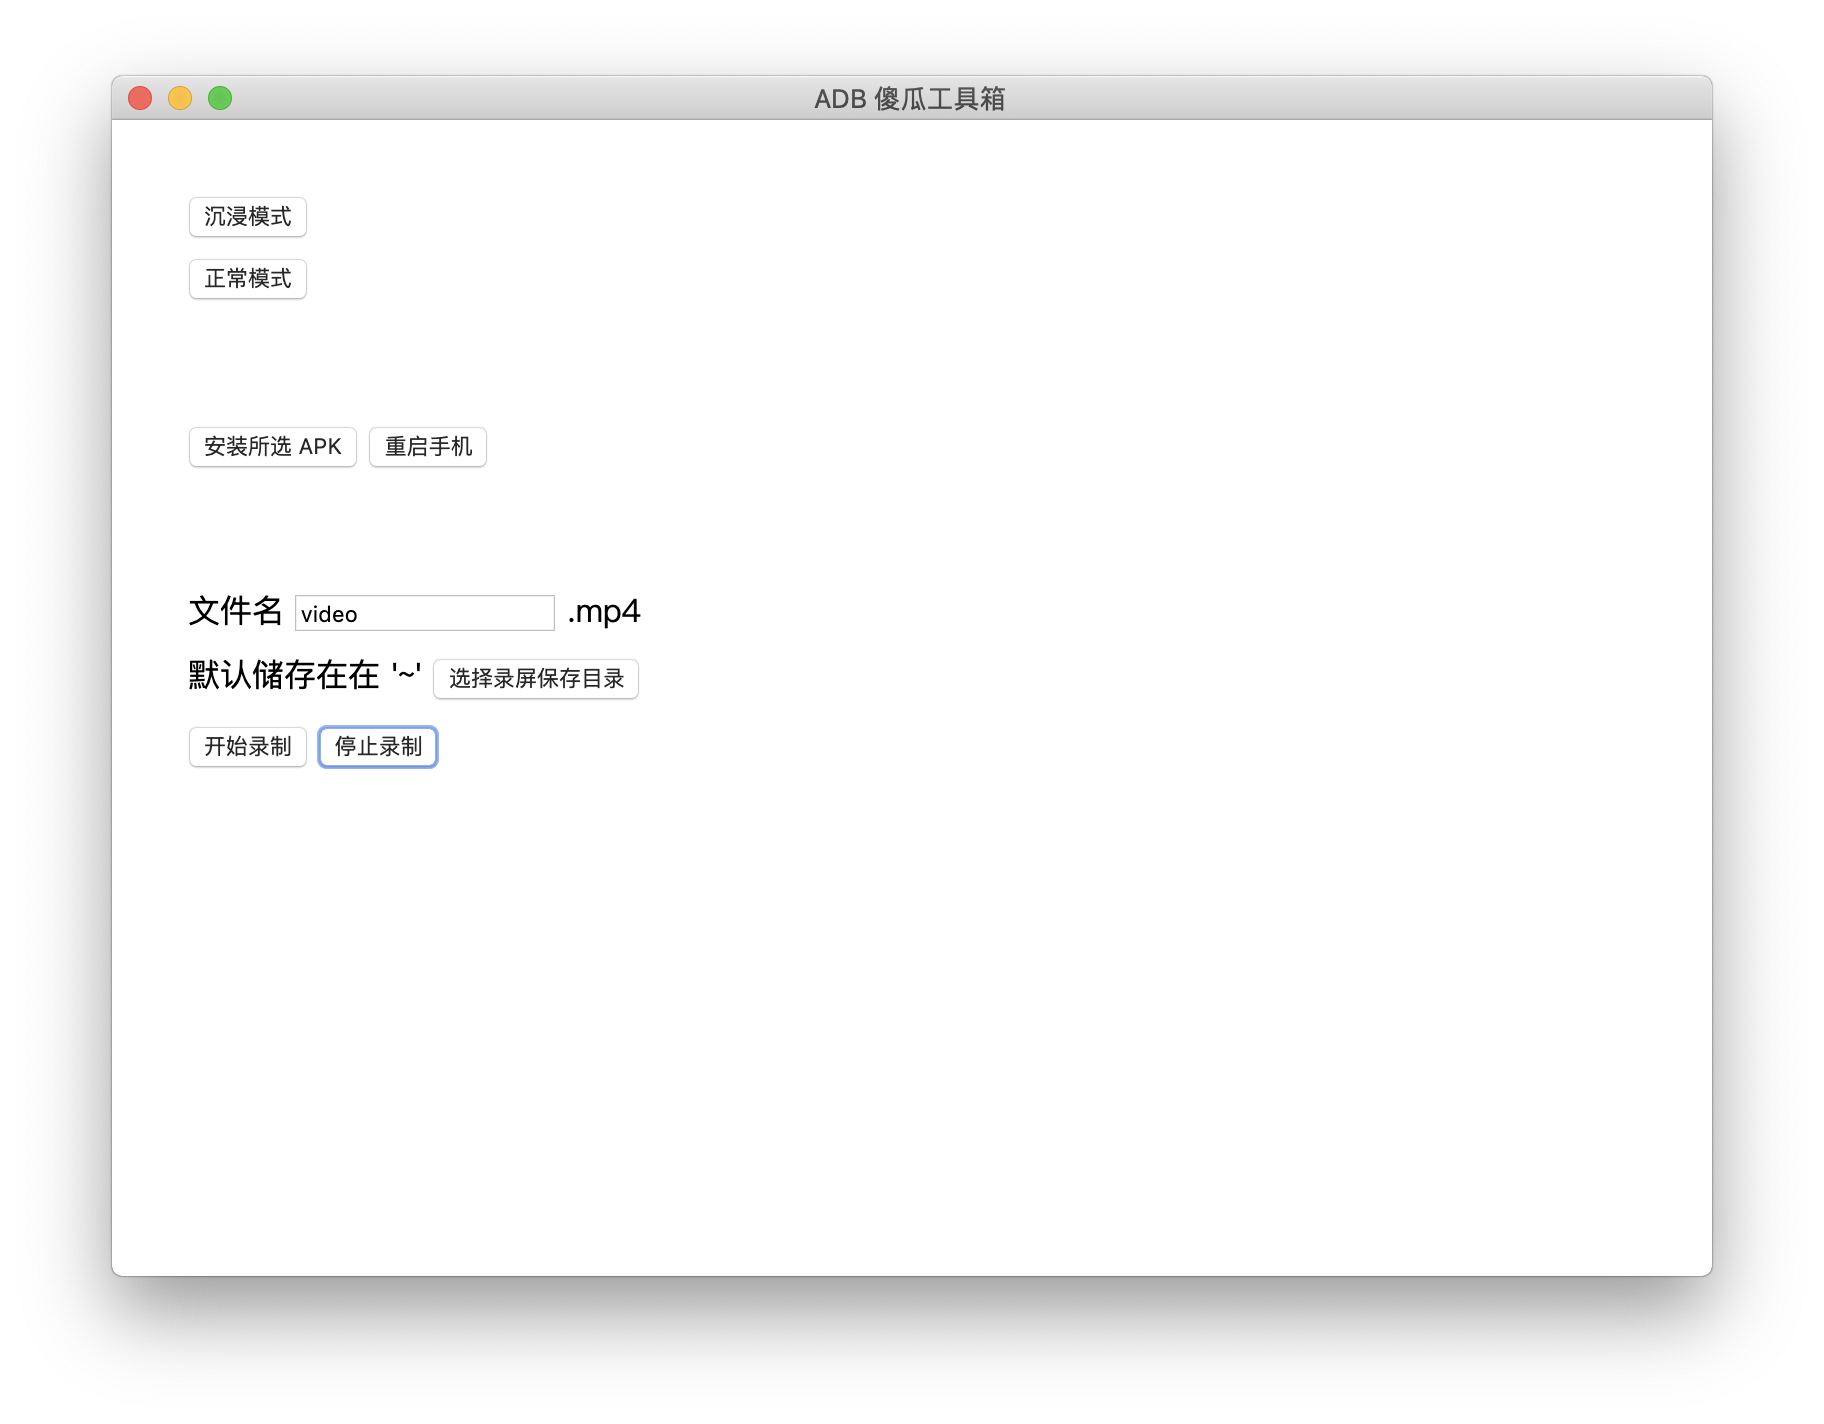 ADB 傻瓜工具箱
沉浸模式
正常模式
安装所选 APK 重启手机
文件名 video .mp4
默认储存在在 '~' 选择录屏保存目录
开始录制 停止录制